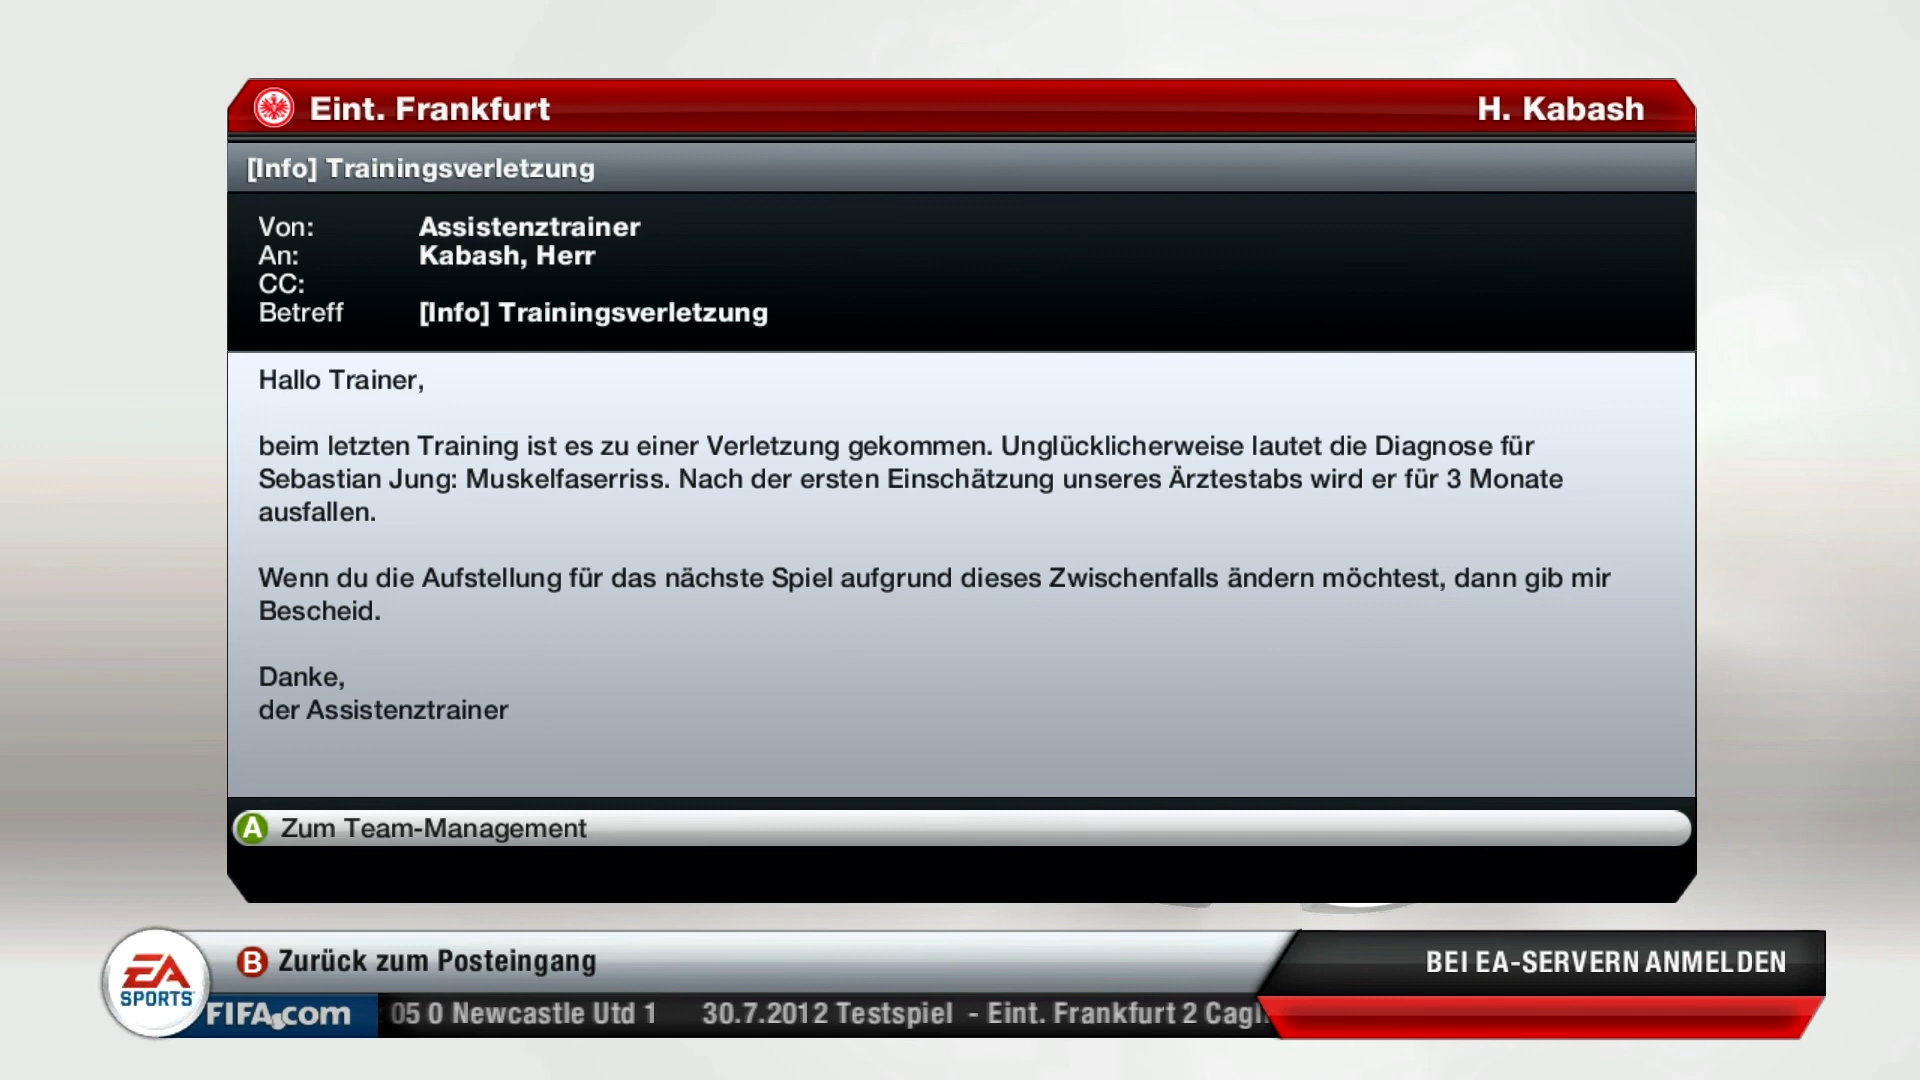 Eint. Frankfurt
H. Kabash
[Info] Trainingsverletzung
Von: Assistenztrainer
An: Kabash, Herr
CC:
Betreff [Info] Trainingsverletzung
Hallo Trainer,
beim letzten Training ist es zu einer Verletzung gekommen. Unglücklicherweise lautet die Diagnose für
Sebastian Jung: Muskelfaserriss. Nach der ersten Einschätzung unseres Ärztestabs wird er für 3 Monate
ausfallen.
Wenn du die Aufstellung für das nächste Spiel aufgrund dieses Zwischenfalls ändern möchtest, dann gib mir
Bescheid.
Danke,
der Assistenztrainer
A Zum Team-Management
EA
SPORTS
B Zurück zum Posteingang
BEI EA-SERVERN ANMELDEN
FIFA.com
05 0 Newcastle Utd 1 30.7.2012 Testspiel - Eint. Frankfurt 2